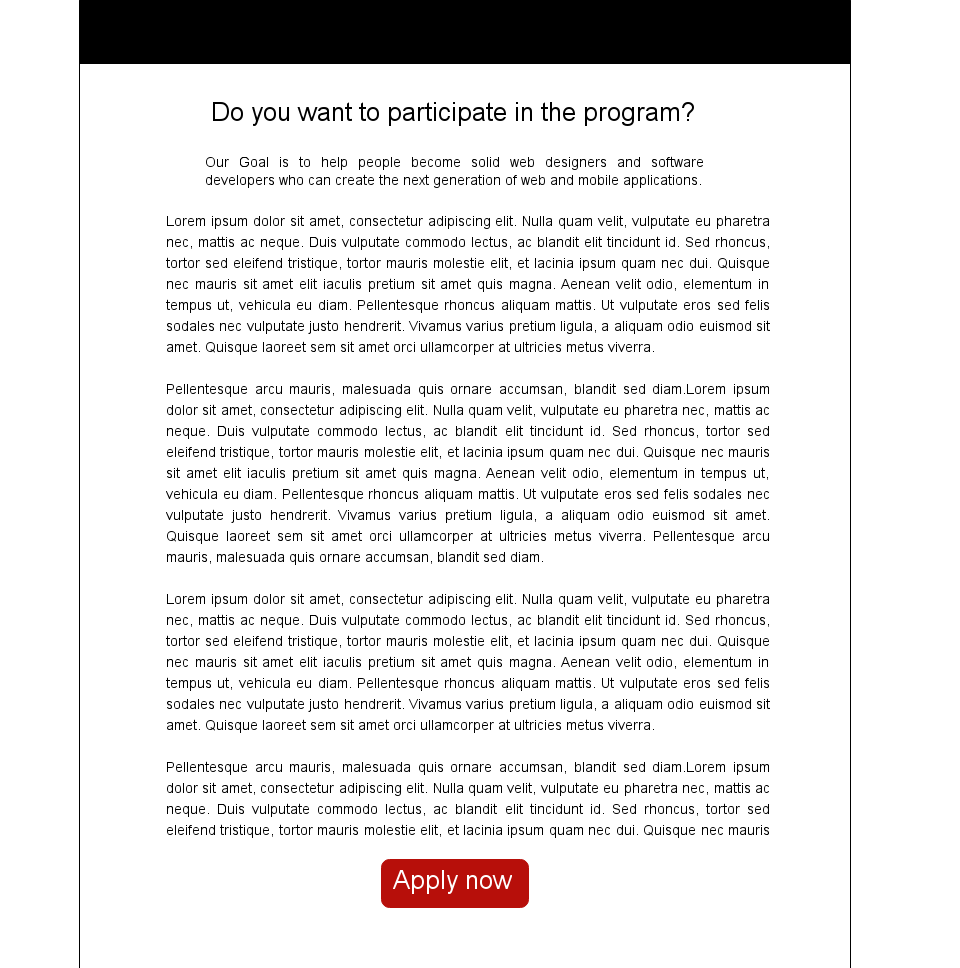 Do you want to participate in the program?
Our Goal is to help people become solid web designers and software
developers who can create the next generation of web and mobile applications.
Lorem ipsum dolor sit amet, consectetur adipiscing elit. Nulla quam velit, vulputate eu pharetra
nec, mattis ac neque. Duis vulputate commodo lectus, ac blandit elit tincidunt id. Sed rhoncus,
tortor sed eleifend tristique, tortor mauris molestie elit, et lacinia ipsum quam nec dui. Quisque
nec mauris sit amet elit iaculis pretium sit amet quis magna. Aenean velit odio, elementum in
tempus ut, vehicula eu diam. Pellentesque rhoncus aliquam mattis. Ut vulputate eros sed felis
sodales nec vulputate justo hendrerit. Vivamus varius pretium ligula, a aliquam odio euismod sit
amet. Quisque laoreet sem sit amet orci ullamcorper at ultricies metus viverra.
Pellentesque arcu mauris, malesuada quis ornare accumsan, blandit sed diam.Lorem ipsum
dolor sit amet, consectetur adipiscing elit. Nulla quam velit, vulputate eu pharetra nec, mattis ac
neque. Duis vulputate commodo lectus, ac blandit elit tincidunt id. Sed rhoncus, tortor sed
eleifend tristique, tortor mauris molestie elit, et lacinia ipsum quam nec dui. Quisque nec mauris
sit amet elit iaculis pretium sit amet quis magna. Aenean velit odio, elementum in tempus ut,
vehicula eu diam. Pellentesque rhoncus aliquam mattis. Ut vulputate eros sed felis sodales nec
vulputate justo hendrerit. Vivamus varius pretium ligula, a aliquam odio euismod sit amet.
Quisque laoreet sem sit amet orci ullamcorper at ultricies metus viverra. Pellentesque arcu
mauris, malesuada quis ornare accumsan, blandit sed diam.
Lorem ipsum dolor sit amet, consectetur adipiscing elit. Nulla quam velit, vulputate eu pharetra
nec, mattis ac neque. Duis vulputate commodo lectus, ac blandit elit tincidunt id. Sed rhoncus,
tortor sed eleifend tristique, tortor mauris molestie elit, et lacinia ipsum quam nec dui. Quisque
nec mauris sit amet elit iaculis pretium sit amet quis magna. Aenean velit odio, elementum in
tempus ut, vehicula eu diam. Pellentesque rhoncus aliquam mattis. Ut vulputate eros sed felis
sodales nec vulputate justo hendrerit. Vivamus varius pretium ligula, a aliquam odio euismod sit
amet. Quisque laoreet sem sit amet orci ullamcorper at ultricies metus viverra.
Pellentesque arcu mauris, malesuada quis ornare accumsan, blandit sed diam.Lorem ipsum
dolor sit amet, consectetur adipiscing elit. Nulla quam velit, vulputate eu pharetra nec, mattis ac
neque. Duis vulputate commodo lectus, ac blandit elit tincidunt id. Sed rhoncus, tortor sed
eleifend tristique, tortor mauris molestie elit, et lacinia ipsum quam nec dui. Quisque nec mauris
Apply now